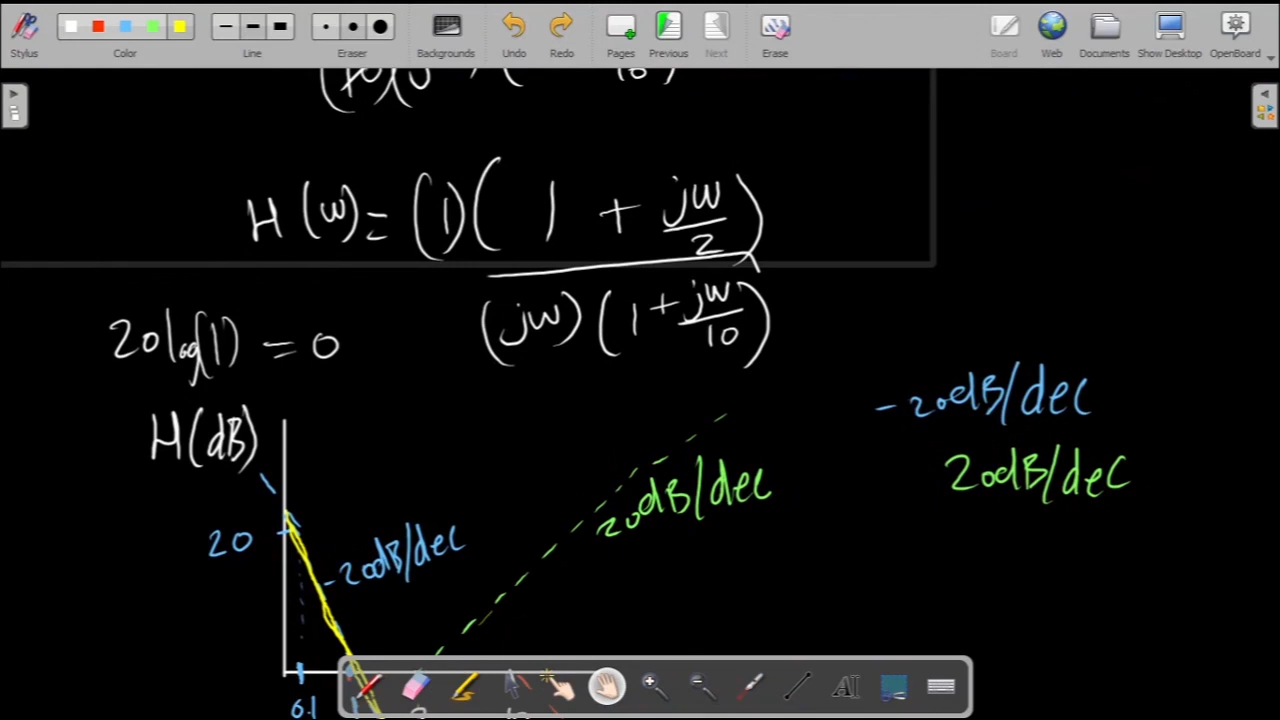 Stylus Color Line Eraser Backgrounds Undo Redo Pages Previous Next Erase Board Web Documents Show Desktop OpenBoard
H(w) = (1)(1 + jw/2)
(jw)(1 + jw/10)
20log(1) = 0
H(dB)
-20dB/dec
20dB/dec
20dB/dec
20
-20dB/dec
0.1